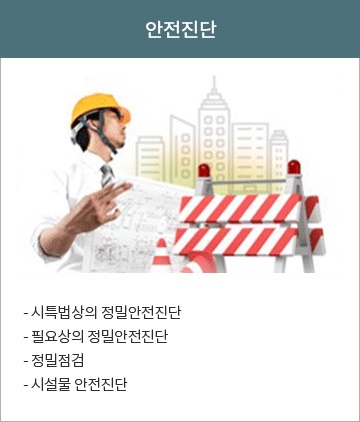 안전진단
- 시특법상의 정밀안전진단
- 필요상의 정밀안전진단
- 정밀점검
- 시설물 안전진단